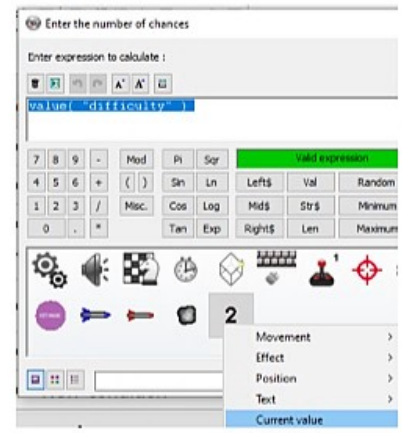 Enter the number of chances
Enter expression to calculate :
A A
value( "difficulty" )
7 8 9 - Mod Pi Sqr Valid expression
4 5 6 + ( ) Sin Ln Left$ Val Random
1 2 3 / Misc. Cos Log Mid$ Str$ Minimum
0 . * Tan Exp Right$ Len Maximum
1
2
Movement >
Effect >
Position >
Text >
Current value